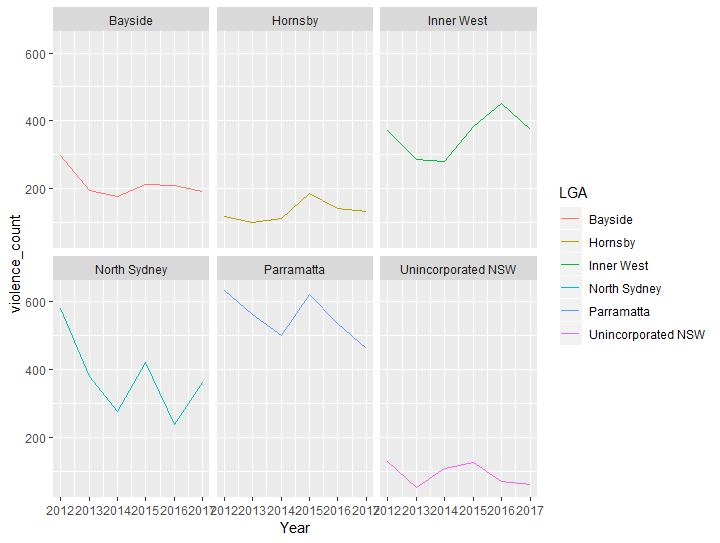 Bayside
Hornsby
Inner West
600
400
200
North Sydney
Parramatta
Unincorporated NSW
600
400
200
violence_count
2012 2013 2014 2015 2016 2017
2012 2013 2014 2015 2016 2017
2012 2013 2014 2015 2016 2017
Year
LGA
Bayside
Hornsby
Inner West
North Sydney
Parramatta
Unincorporated NSW